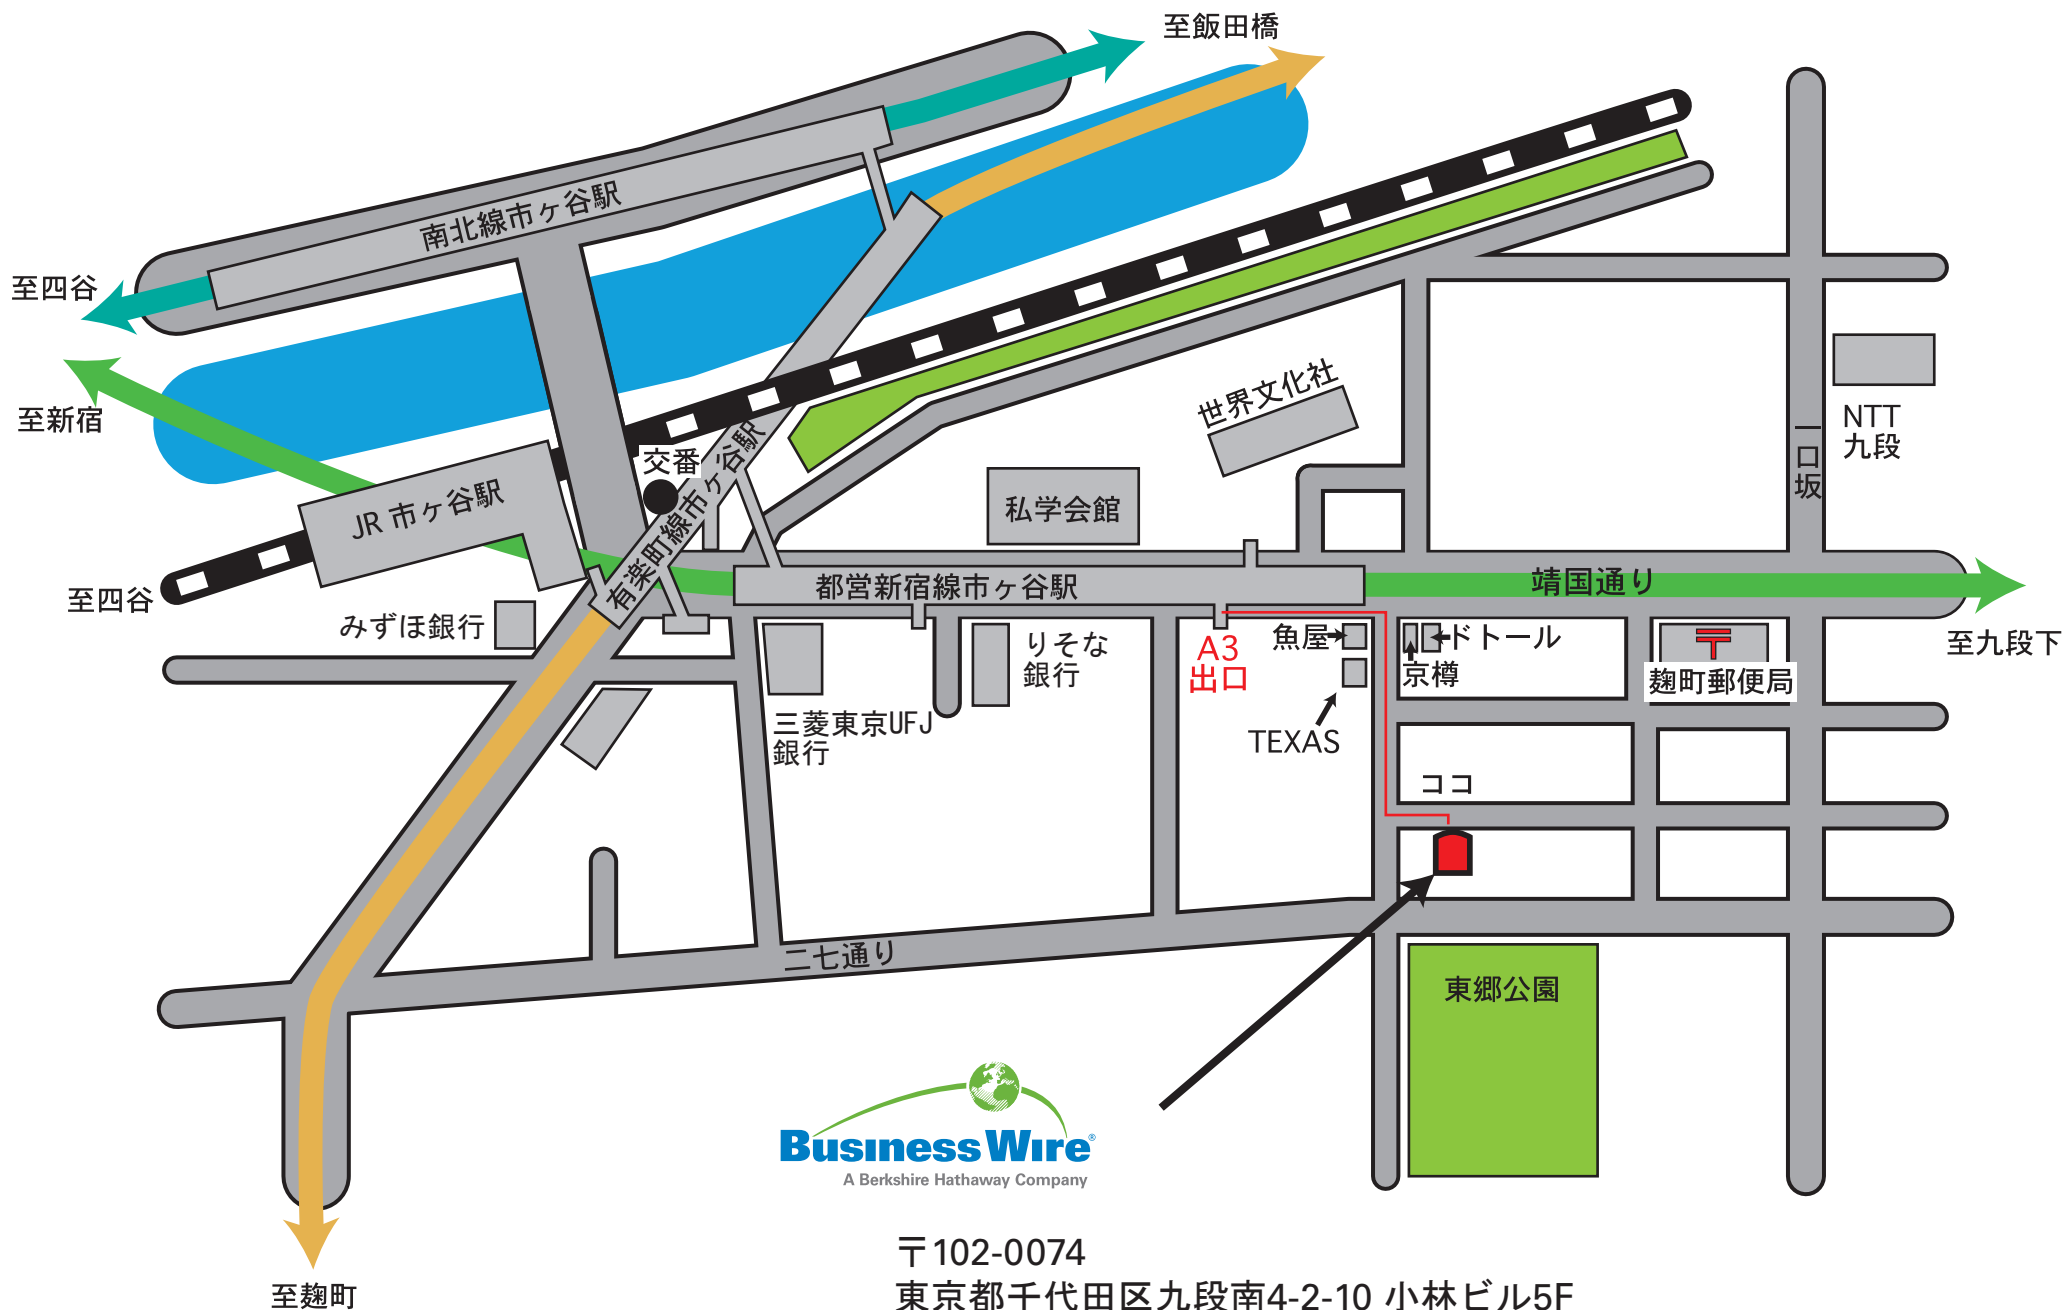 至飯田橋
南北線市ヶ谷駅
至四谷
至新宿
世界文化社
NTT
九段
一口坂
交番
有楽町線市ヶ谷駅
JR 市ヶ谷駅
私学会館
至四谷
都営新宿線市ヶ谷駅
靖国通り
みずほ銀行
りそな
銀行
A3
出口
魚屋
ドトール
京樽
麹町郵便局
至九段下
三菱東京UFJ
銀行
TEXAS
ココ
二七通り
東郷公園
Business Wire®
A Berkshire Hathaway Company
〒102-0074
東京都千代田区九段南4-2-10 小林ビル5F
至麹町